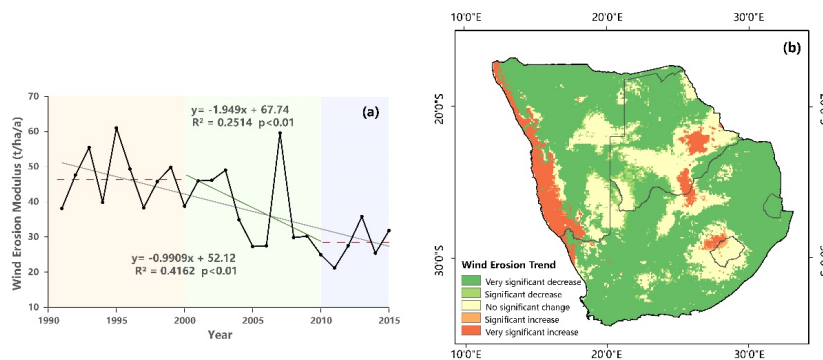 (a)
y= -1.949x + 67.74
R² = 0.2514 p<0.01
y= -0.9909x + 52.12
R² = 0.4162 p<0.01
Wind Erosion Modulus (t/ha/a)
70
60
50
40
30
20
10
1990
1995
2000
2005
2010
2015
Year
(b)
10°0'E
20°0'E
30°0'E
20°0'S
30°0'S
Wind Erosion Trend
Very significant decrease
Significant decrease
No significant change
Significant increase
Very significant increase
10°0'E
20°0'E
30°0'E